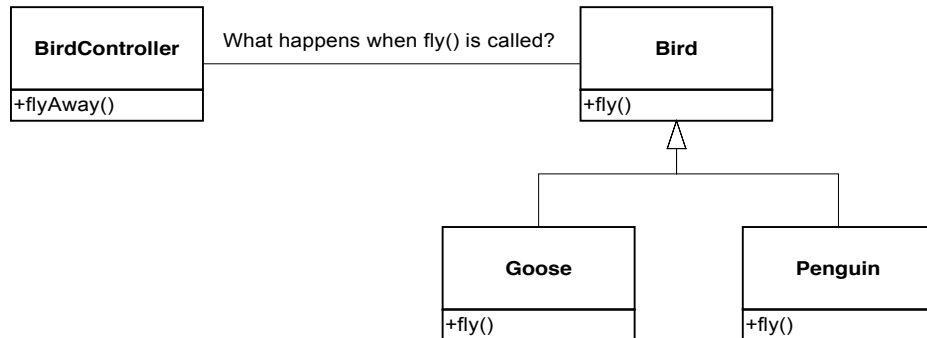 BirdController
What happens when fly() is called?
Bird
+flyAway()
+fly()
Goose
Penguin
+fly()
+fly()